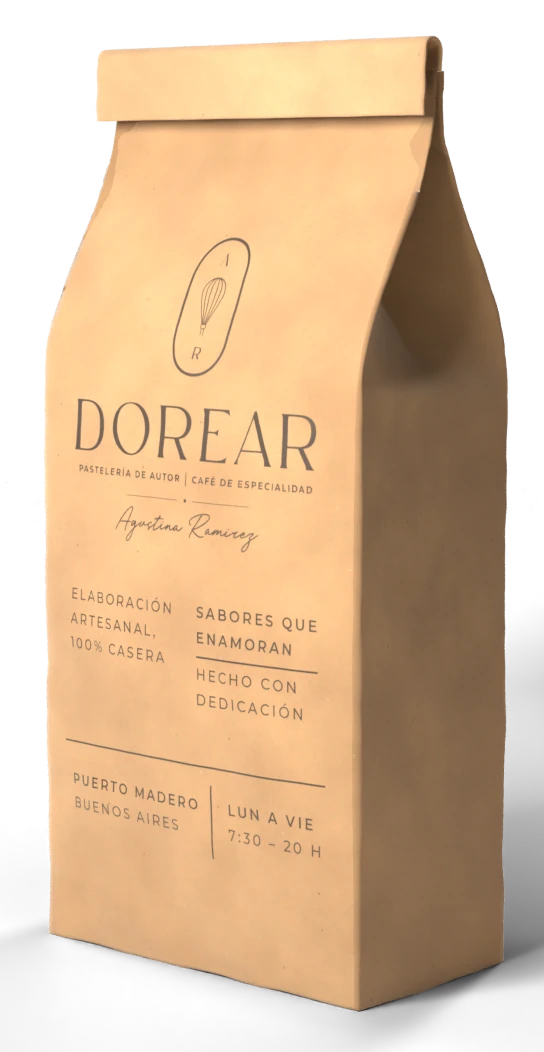 A
R
DOREAR
PASTELERÍA DE AUTOR | CAFÉ DE ESPECIALIDAD
Agustina Ramirez
ELABORACIÓN
ARTESANAL,
100% CASERA
SABORES QUE
ENAMORAN
HECHO CON
DEDICACIÓN
PUERTO MADERO
BUENOS AIRES
LUN A VIE
7:30 – 20 H